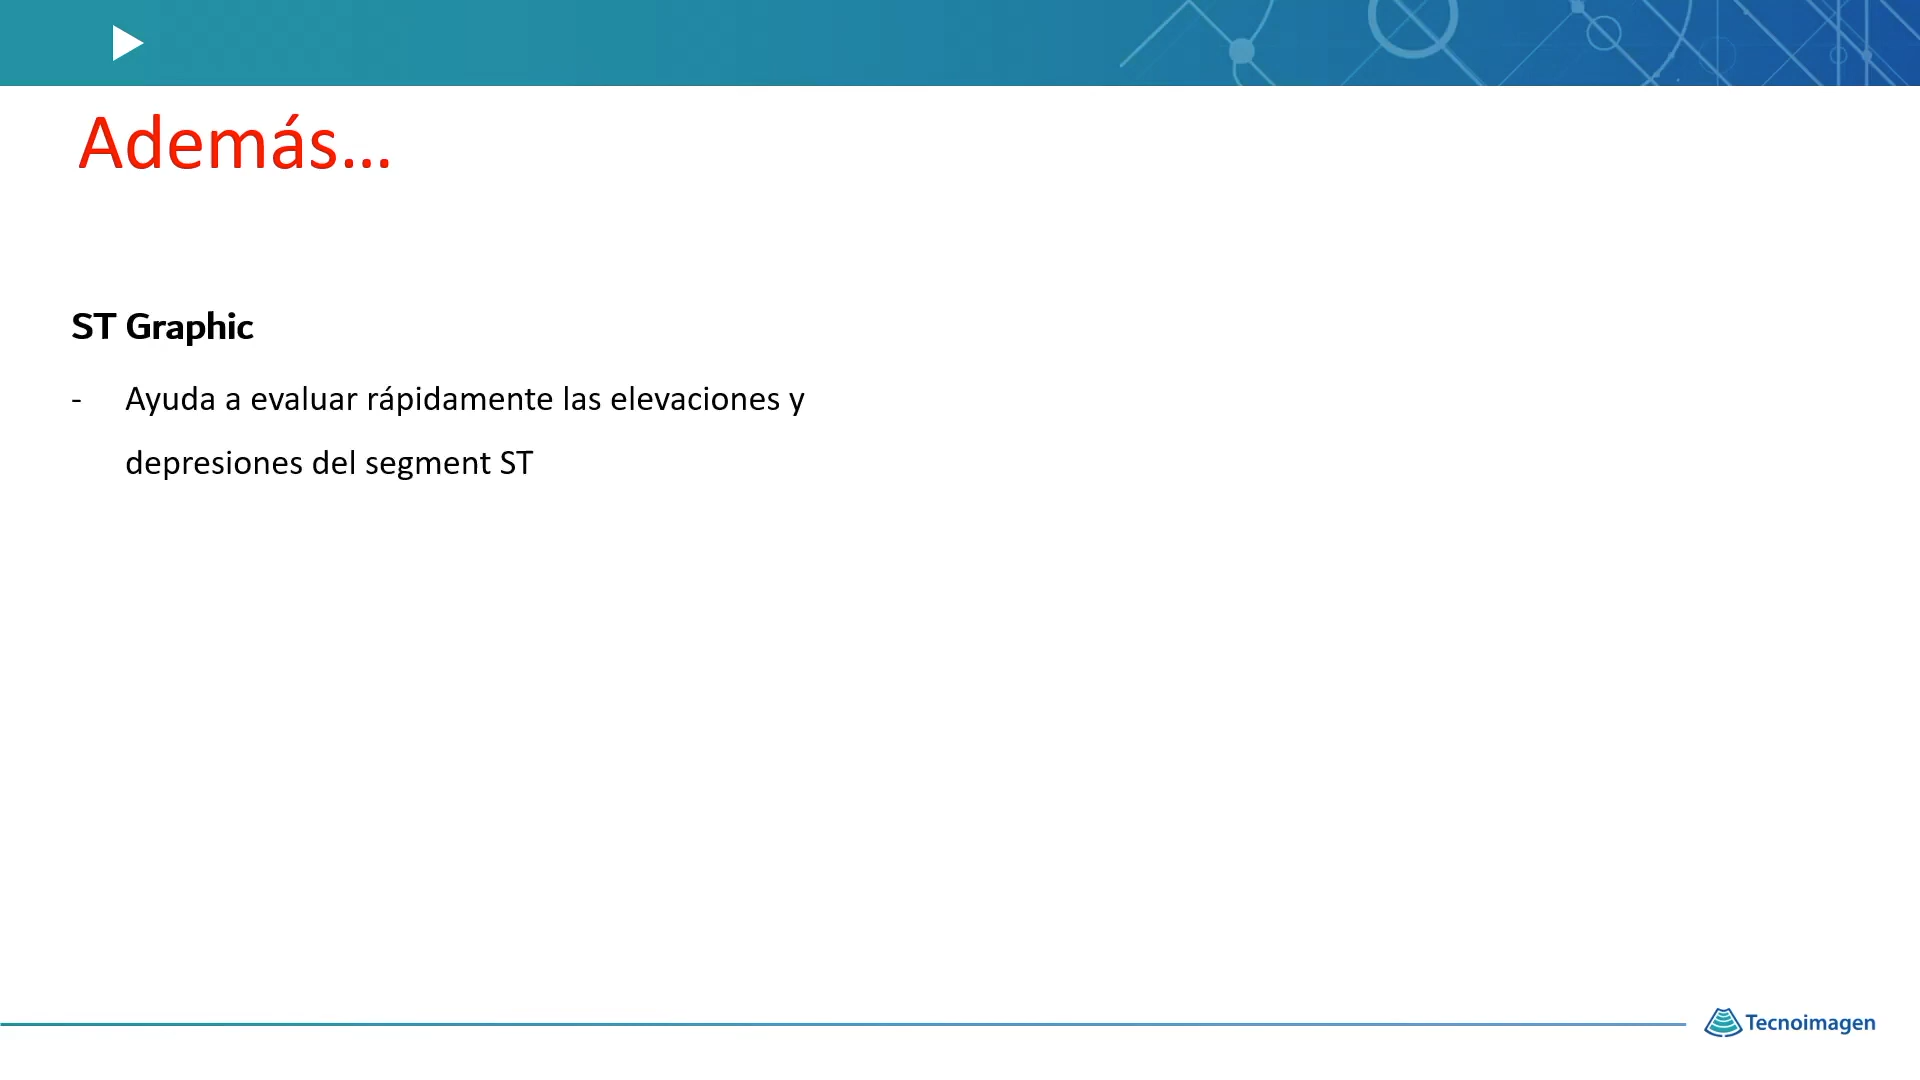 Además...
ST Graphic
- Ayuda a evaluar rápidamente las elevaciones y
depresiones del segment ST
Tecnoimagen